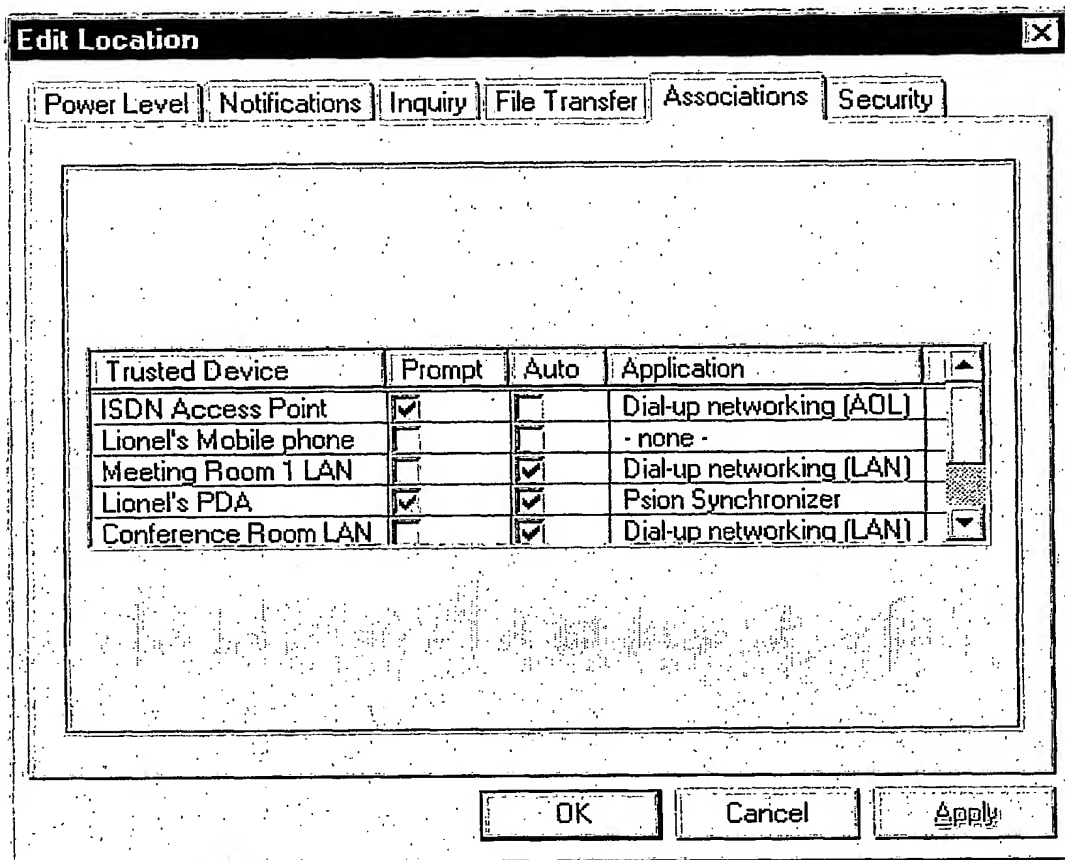 Edit Location
Power Level Notifications Inquiry File Transfer Associations Security
Trusted Device Prompt Auto Application
ISDN Access Point Dial-up networking (AOL)
Lionel's Mobile phone - none -
Meeting Room 1 LAN Dial-up networking (LAN)
Lionel's PDA Psion Synchronizer
Conference Room LAN Dial-up networking (LAN)
OK Cancel Apply